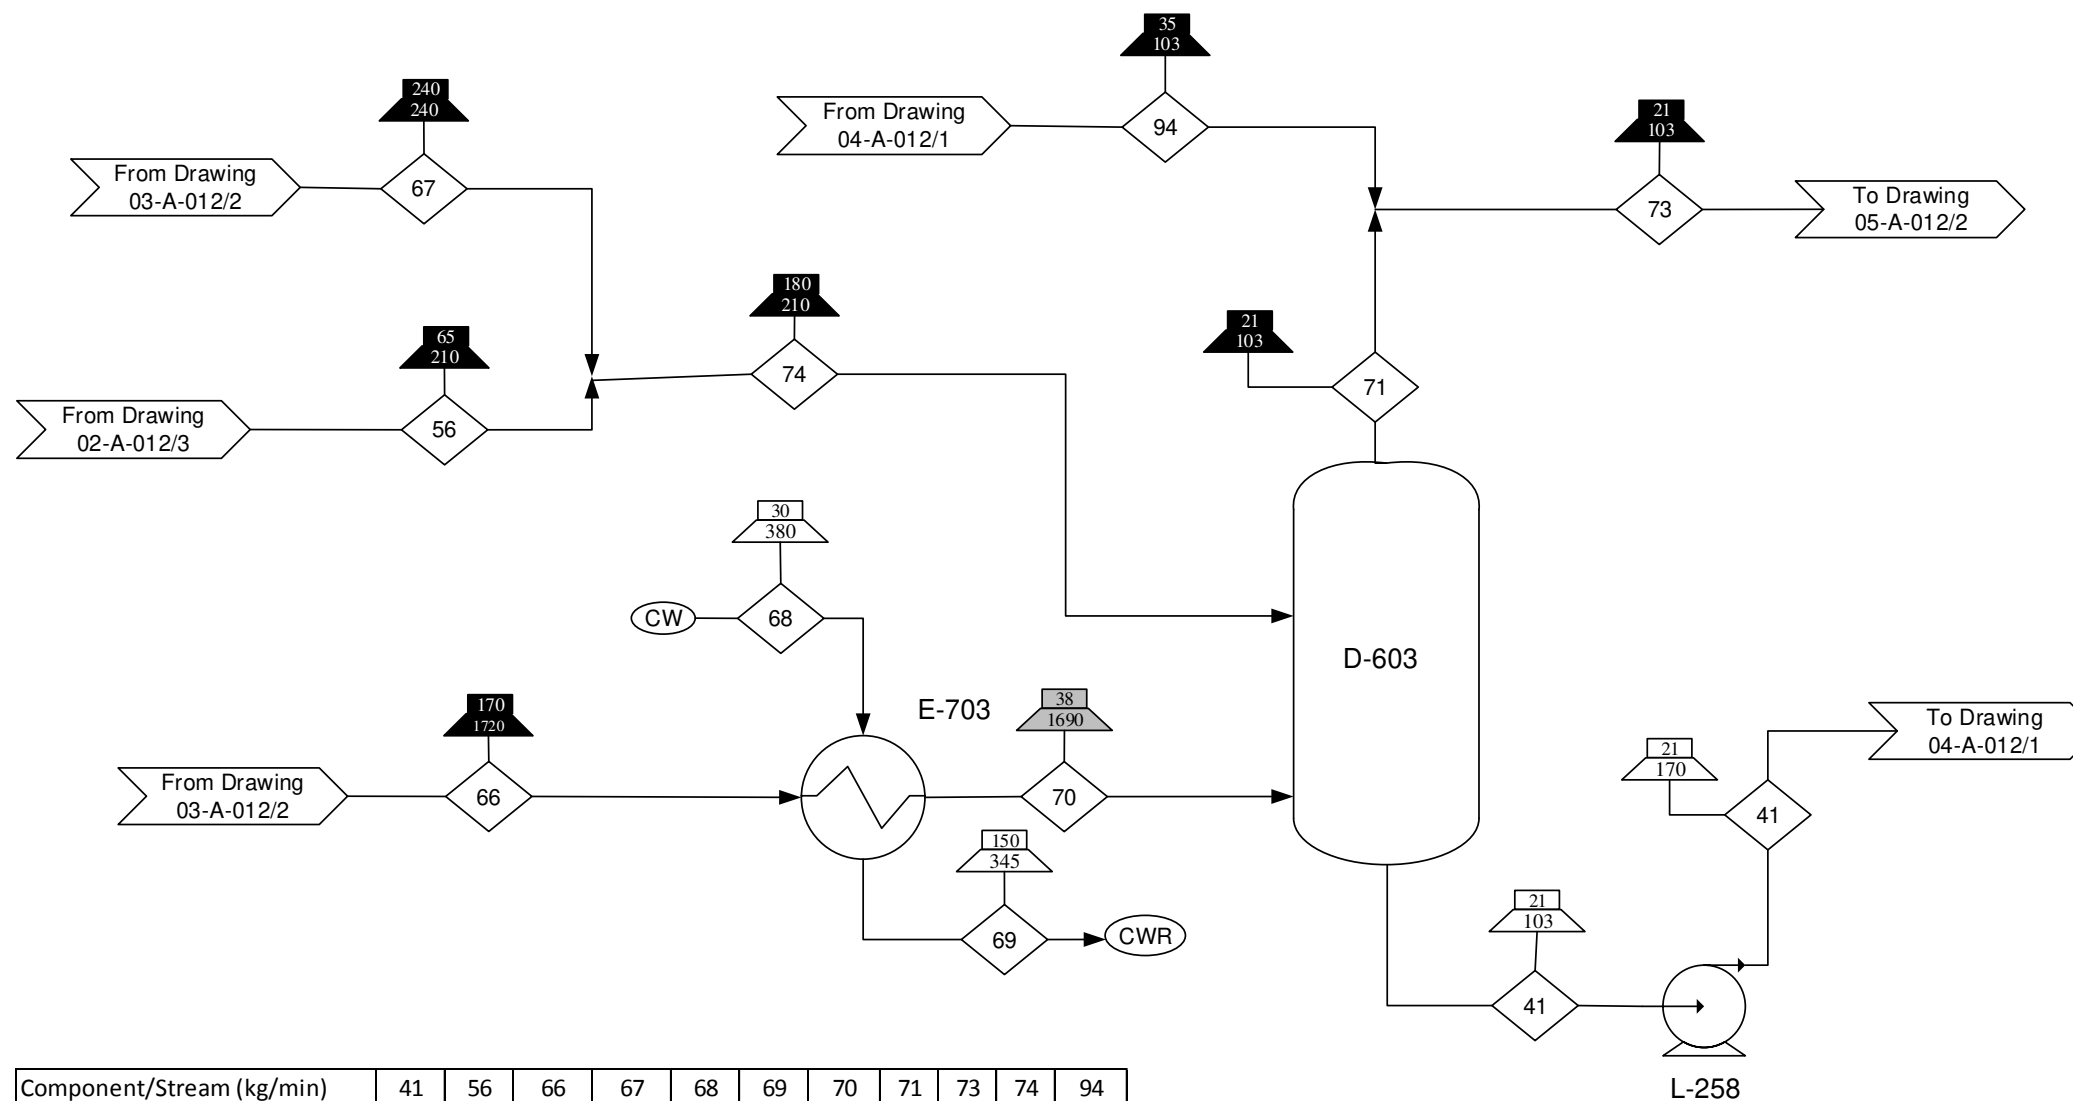 35
103
From Drawing
04-A-012/1
94
240
240
From Drawing
03-A-012/2
67
21
103
73
To Drawing
05-A-012/2
180
210
74
65
210
From Drawing
02-A-012/3
56
21
103
71
30
380
CW
68
D-603
170
1720
From Drawing
03-A-012/2
66
E-703
38
1690
70
150
345
69
CWR
To Drawing
04-A-012/1
21
170
41
21
103
41
L-258
Component/Stream (kg/min) 41 56 66 67 68 69 70 71 73 74 94